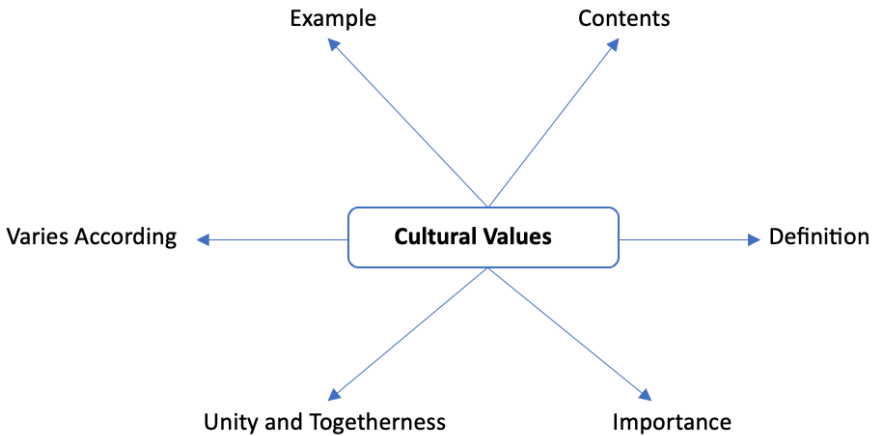 Example
Contents
Varies According
Cultural Values
Definition
Unity and Togetherness
Importance